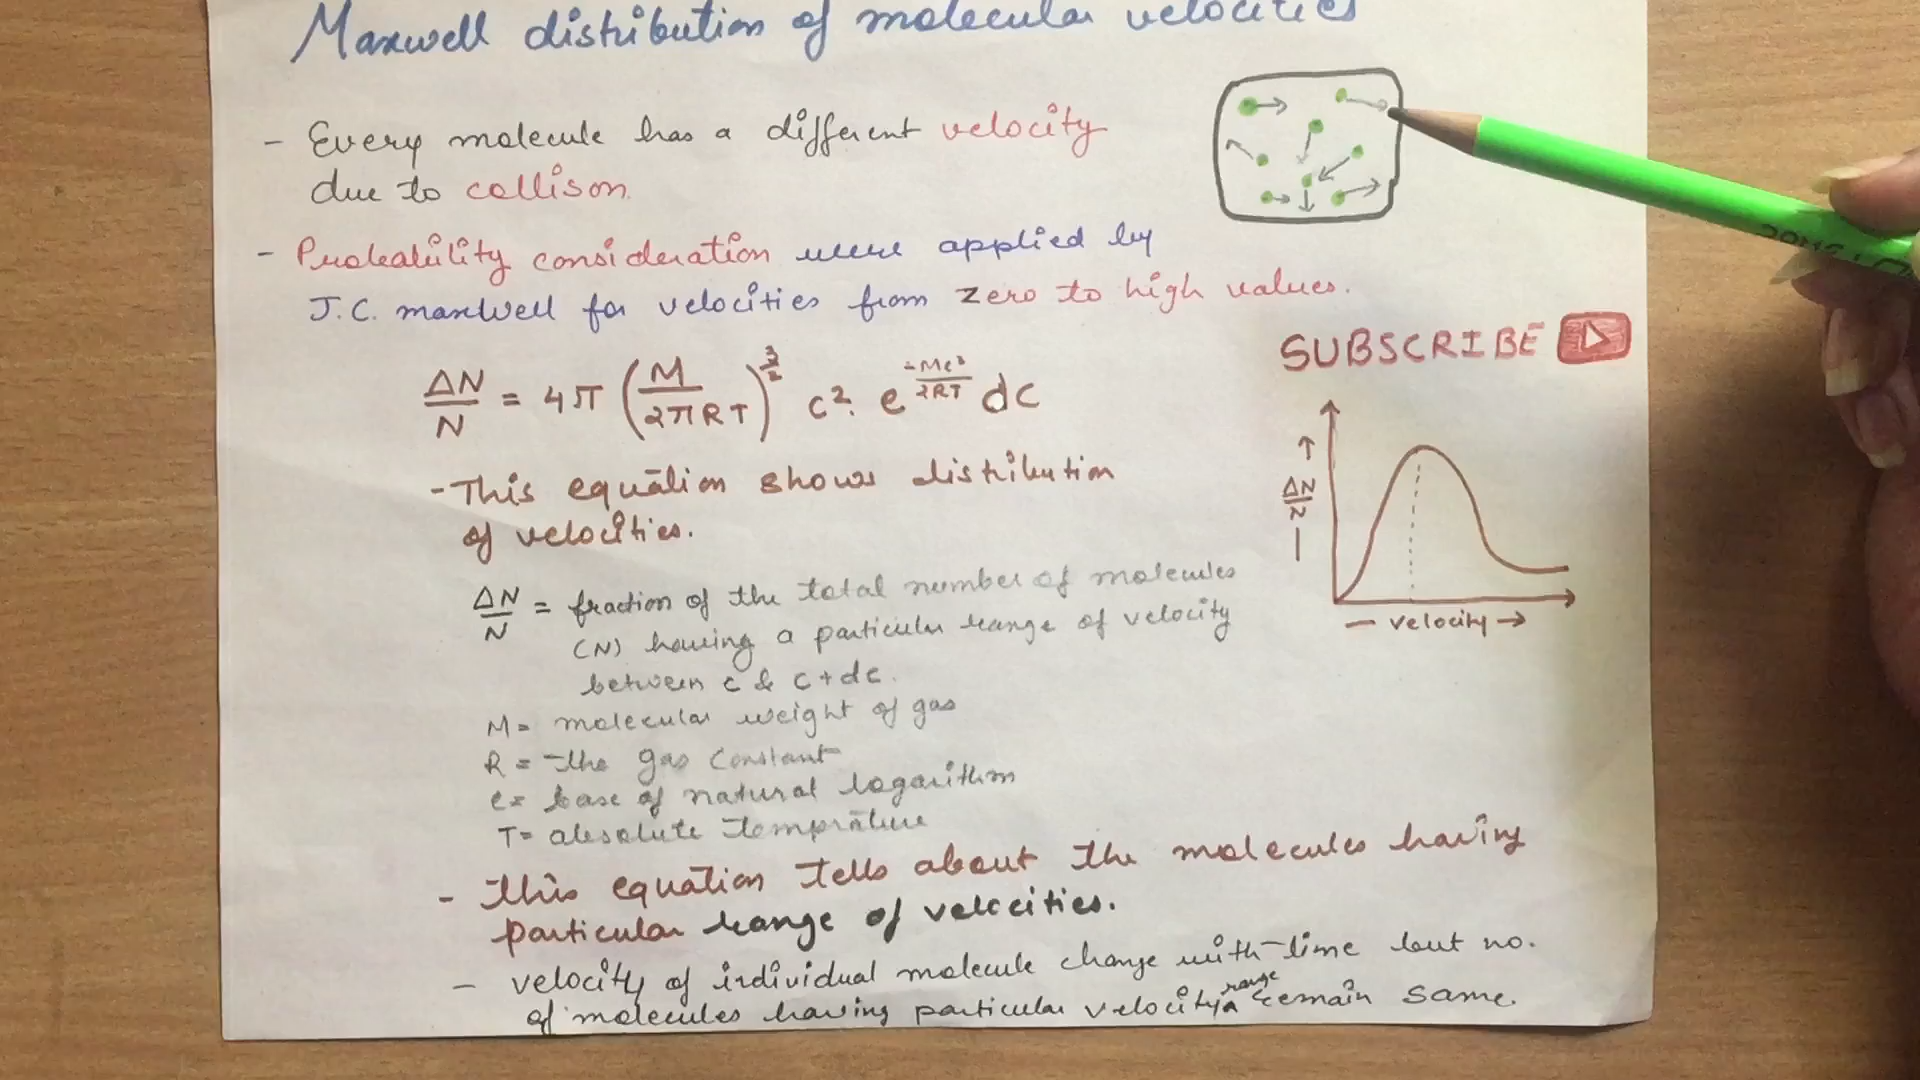 Maxwell distribution of molecular velocities
- Every molecule has a different velocity
due to collison.
- Probability consideration were applied by
J.C. maxwell for velocities from zero to high values.
SUBSCRIBE
ΔN/N = 4π (M/2πRT)^3/2 c². e^-Mc²/2RT dc
- This equation shows distribution
of velocities.
↑ ΔN/N —
— velocity →
ΔN/N = fraction of the total number of molecules
(N) having a particular range of velocity
between c & c+dc.
M= molecular weight of gas
R = the gas constant
e= base of natural logarithm
T= absolute temprature
- This equation tells about the molecules having
particular range of velocities.
- velocity of individual molecule change with time but no.
of molecules having particular velocity range remain same.